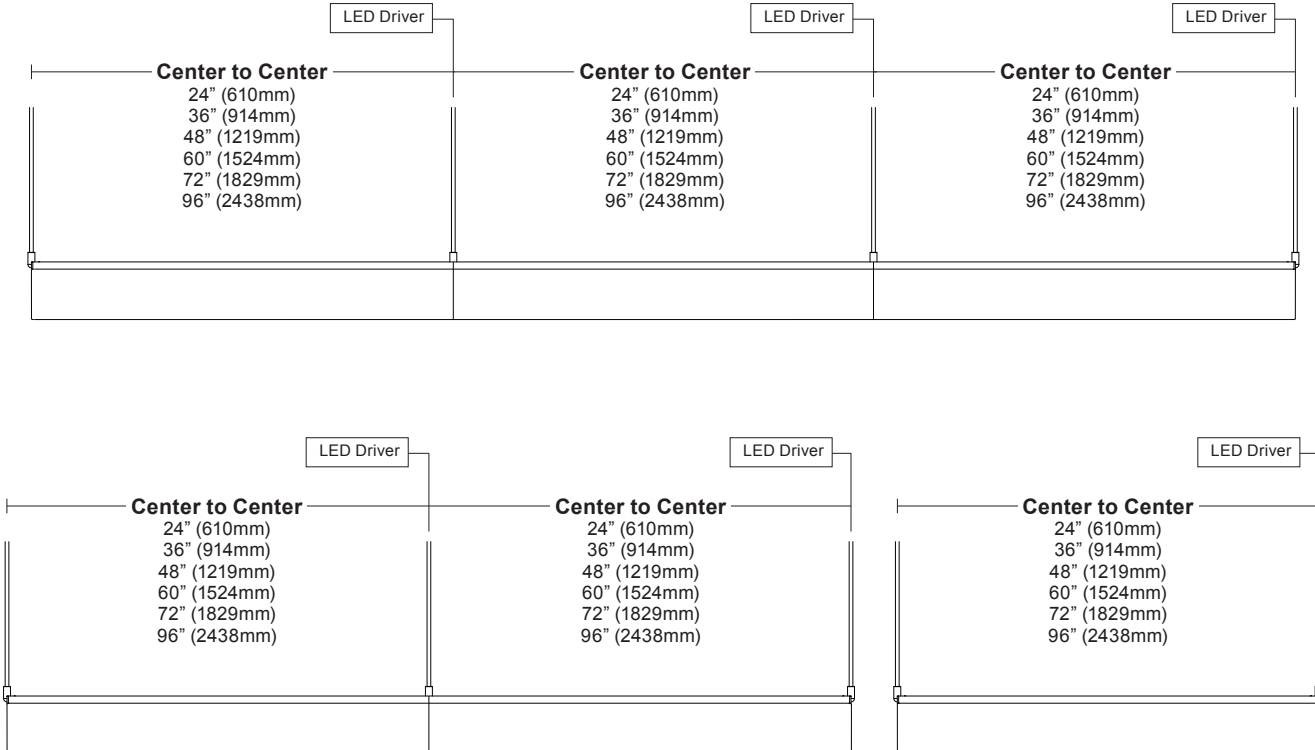 LED Driver
LED Driver
LED Driver
Center to Center
24” (610mm)
36” (914mm)
48” (1219mm)
60” (1524mm)
72” (1829mm)
96” (2438mm)
Center to Center
24” (610mm)
36” (914mm)
48” (1219mm)
60” (1524mm)
72” (1829mm)
96” (2438mm)
Center to Center
24” (610mm)
36” (914mm)
48” (1219mm)
60” (1524mm)
72” (1829mm)
96” (2438mm)
LED Driver
LED Driver
LED Driver
Center to Center
24” (610mm)
36” (914mm)
48” (1219mm)
60” (1524mm)
72” (1829mm)
96” (2438mm)
Center to Center
24” (610mm)
36” (914mm)
48” (1219mm)
60” (1524mm)
72” (1829mm)
96” (2438mm)
Center to Center
24” (610mm)
36” (914mm)
48” (1219mm)
60” (1524mm)
72” (1829mm)
96” (2438mm)